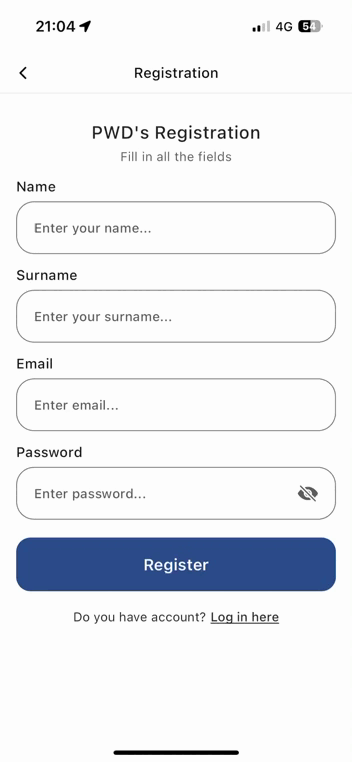 21:04
4G 54
Registration
PWD's Registration
Fill in all the fields
Name
Enter your name...
Surname
Enter your surname...
Email
Enter email...
Password
Enter password...
Register
Do you have account? Log in here